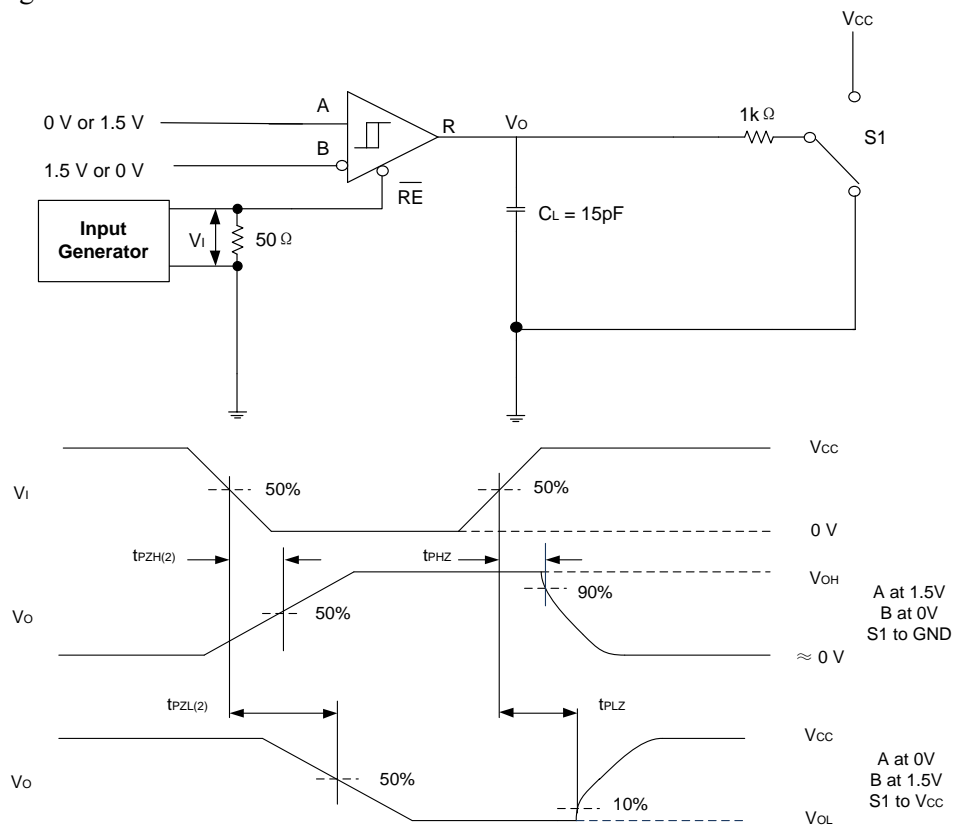 VCC
1kΩ
S1
A
0 V or 1.5 V
R
VO
B
1.5 V or 0 V
RE
CL = 15pF
Input
Generator
VI
50Ω
VCC
VI
50%
50%
0 V
tPZH(2)
tPHZ
VOH
90%
A at 1.5V
B at 0V
S1 to GND
VO
50%
≈ 0 V
tPZL(2)
tPLZ
VCC
A at 0V
B at 1.5V
S1 to VCC
VO
50%
10%
VOL